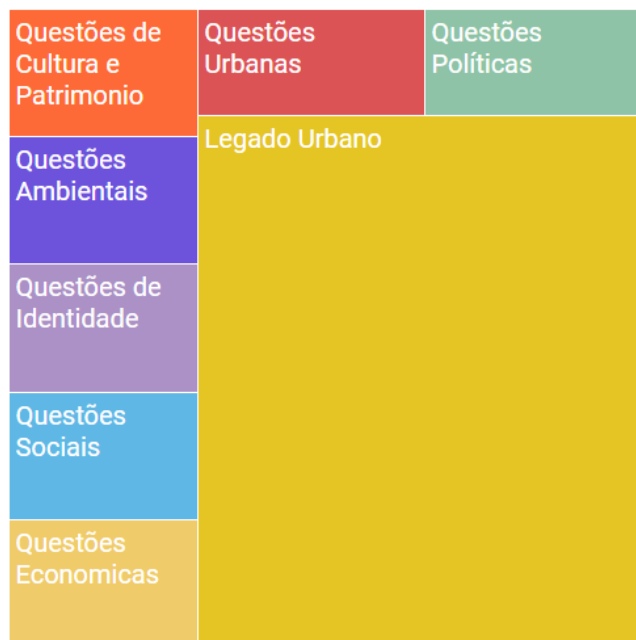 Questões de
Cultura e
Patrimonio
Questões
Urbanas
Questões
Políticas
Legado Urbano
Questões
Ambientais
Questões de
Identidade
Questões
Sociais
Questões
Economicas